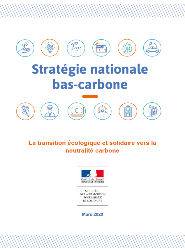 Stratégie nationale
bas-carbone
La transition écologique et solidaire vers la
neutralité carbone
Mars 2020